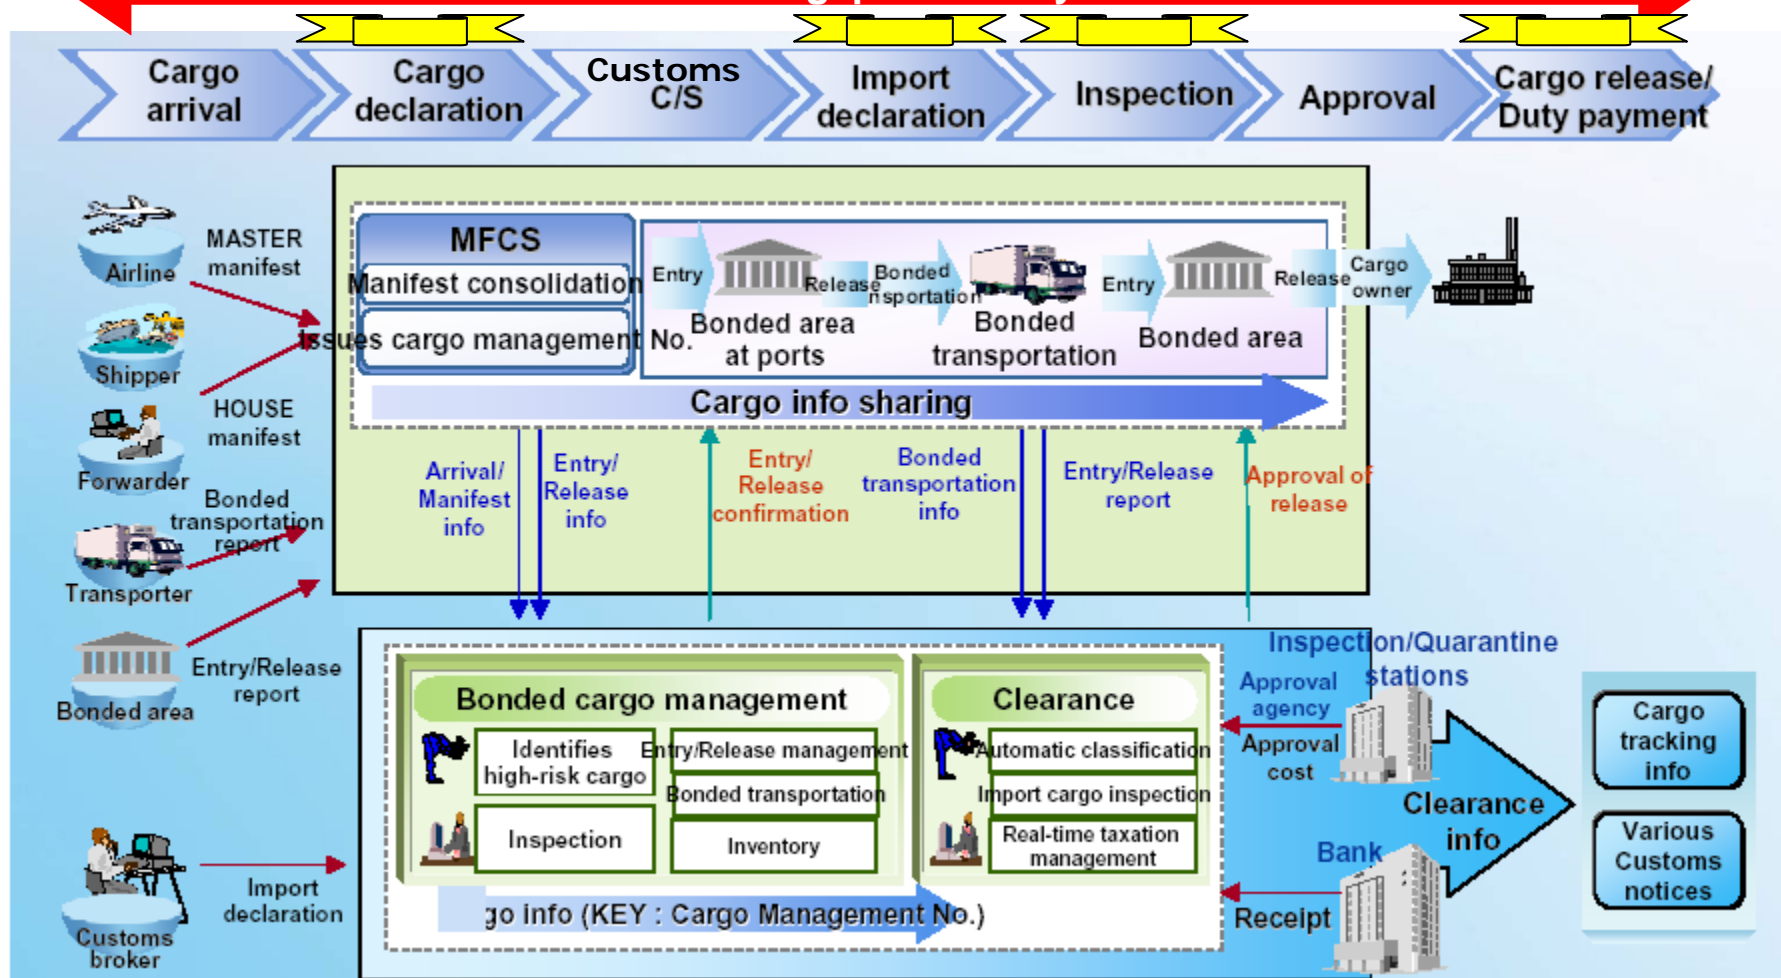 Cargo
arrival
Cargo
declaration
Customs
C/S
Import
declaration
Inspection
Approval
Cargo release/
Duty payment
Airline
MASTER
manifest
Shipper
HOUSE
manifest
Forwarder
Bonded
transportation
report
Transporter
Bonded area
Entry/Release
report
Customs
broker
Import
declaration
MFCS
Manifest consolidation
issues cargo management No.
Entry
Bonded area
at ports
Release
Bonded
Bonded
transportation
Entry
Bonded area
Release
Cargo
owner
Cargo info sharing
Arrival/
Manifest
info
Entry/
Release
info
Entry/
Release
confirmation
Bonded
transportation
info
Entry/Release
report
Approval of
release
Bonded cargo management
Identifies
high-risk cargo
Inspection
Entry/Release management
Bonded transportation
Inventory
Clearance
Automatic classification
Import cargo inspection
Real-time taxation
management
go info (KEY : Cargo Management No.)
Inspection/Quarantine
stations
Approval
agency
Approval
cost
Bank
Receipt
Clearance
info
Cargo
tracking
info
Various
Customs
notices